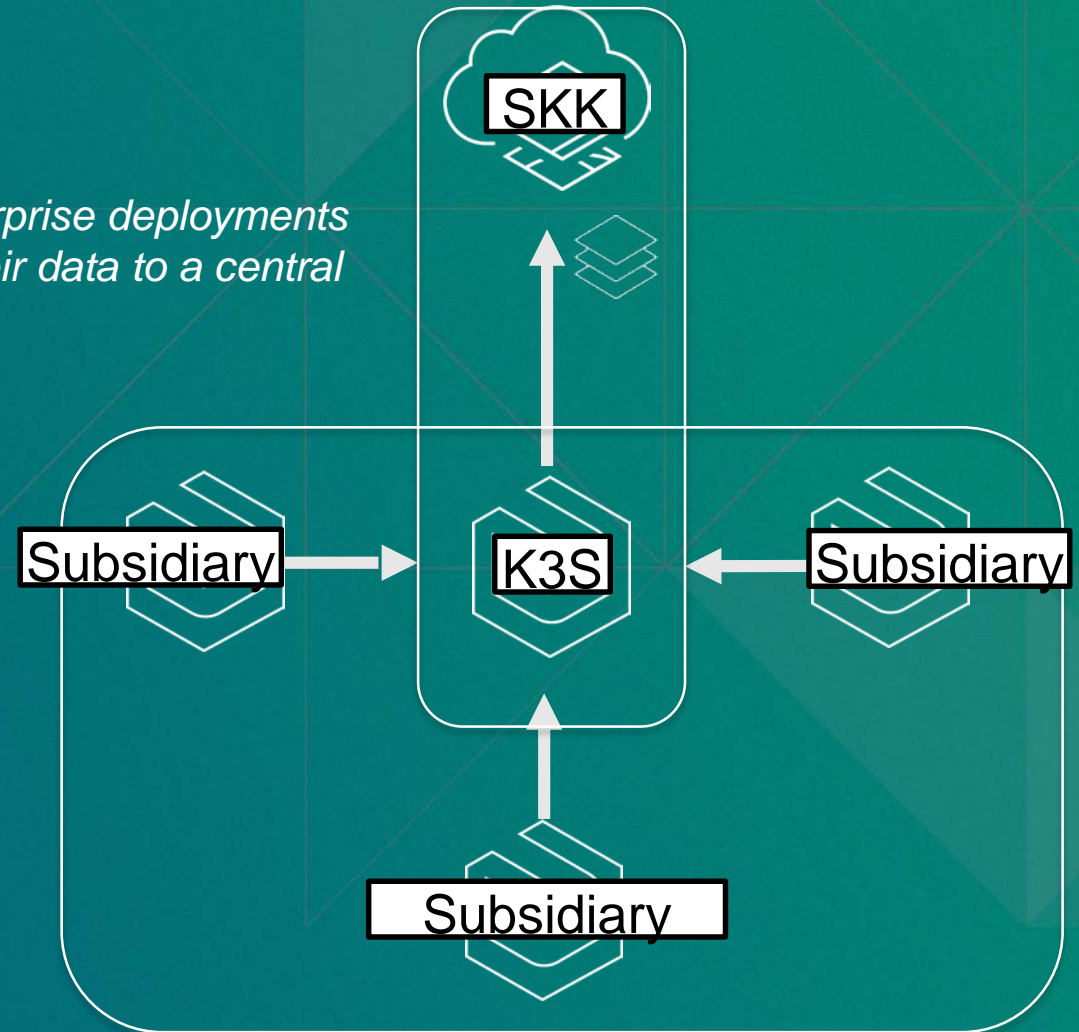 SKK
rprise deployments
ir data to a central
Subsidiary
K3S
Subsidiary
Subsidiary